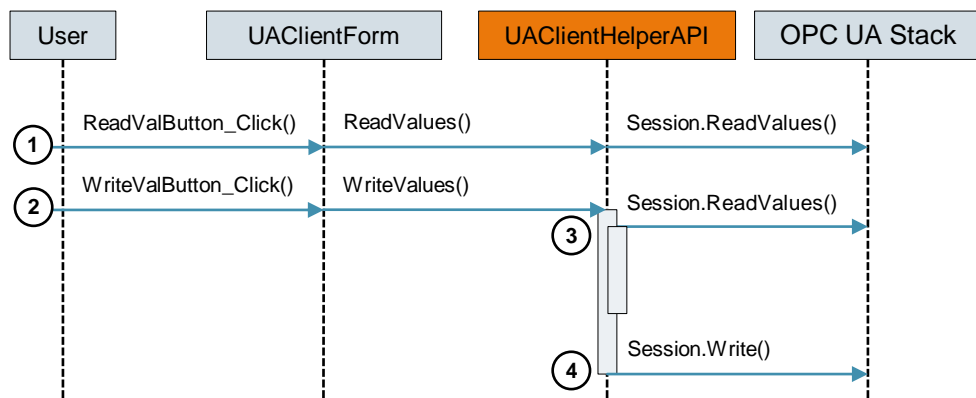 User
UAClientForm
UAClientHelperAPI
OPC UA Stack
ReadValButton_Click()
ReadValues()
Session.ReadValues()
1
WriteValButton_Click()
WriteValues()
Session.ReadValues()
2
3
Session.Write()
4